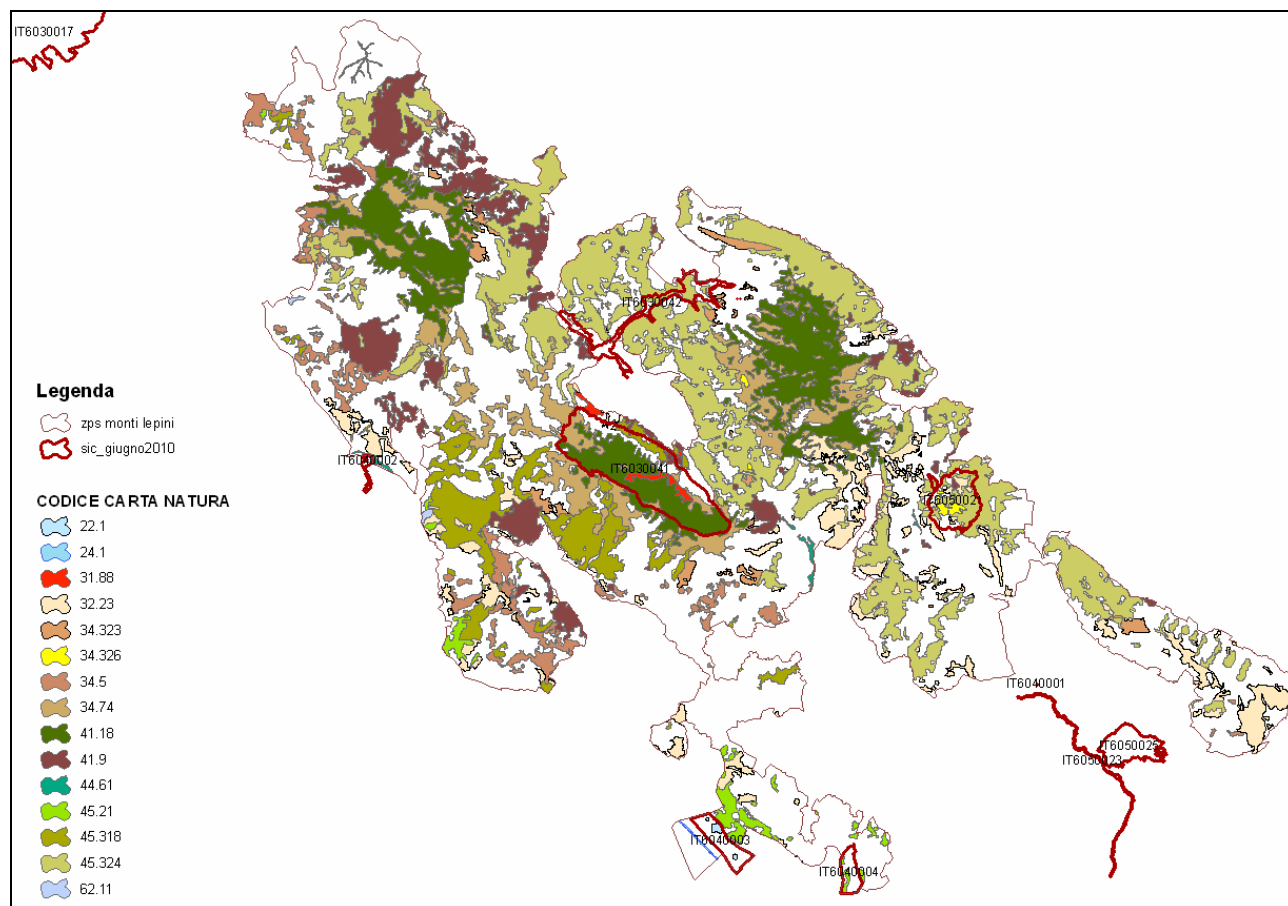 IT6030017
IT6030042
Legenda
zps monti lepini
sic_giugno2010
IT6040002
IT6030041
CODICE CARTA NATURA
22.1
24.1
31.88
32.23
34.323
34.326
34.5
34.74
41.18
41.9
44.61
45.21
45.318
45.324
62.11
IT6040001
IT6050025
IT6050023
IT6040003
IT6040004